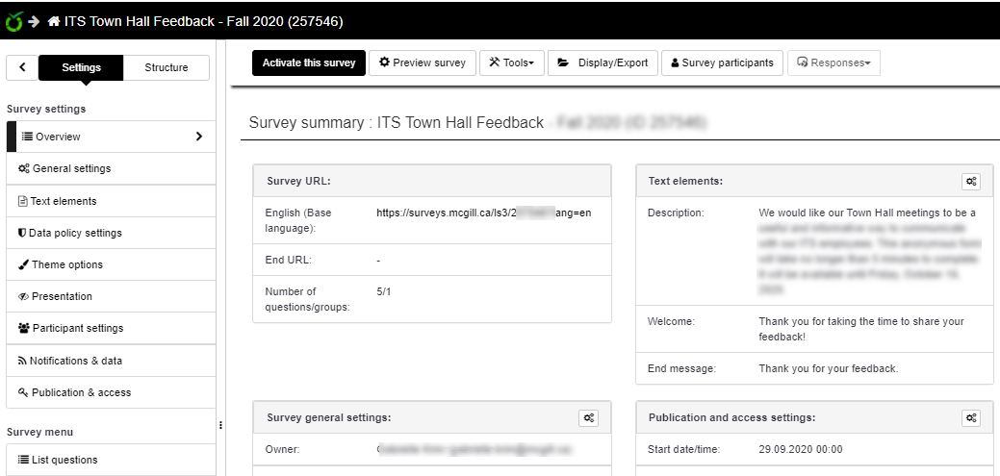 ITS Town Hall Feedback - Fall 2020 (257546)
Settings
Structure
Activate this survey
Preview survey
Tools
Display/Export
Survey participants
Responses
Survey settings
Overview
General settings
Text elements
Data policy settings
Theme options
Presentation
Participant settings
Notifications & data
Publication & access
Survey menu
List questions
Survey summary : ITS Town Hall Feedback
Survey URL:
English (Base
language):
https://surveys.mcgill.ca/ls3/2
ang=en
End URL:
-
Number of
questions/groups:
5/1
Text elements:
Description:
We would like our Town Hall meetings to be a
Welcome:
Thank you for taking the time to share your
feedback!
End message:
Thank you for your feedback.
Survey general settings:
Owner:
Publication and access settings:
Start date/time:
29.09.2020 00:00